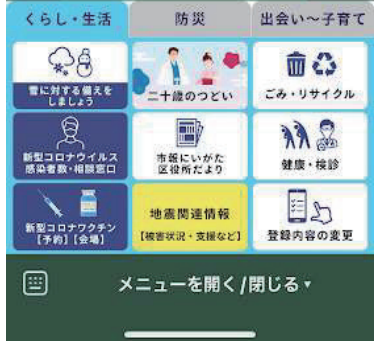 くらし・生活
防災
出会い～子育て
雪に対する備えを
しましょう
二十歳のつどい
ごみ・リサイクル
新型コロナウイルス
感染者数・相談窓口
市報にいがた
区役所だより
健康・検診
新型コロナワクチン
【予約】【会場】
地震関連情報
【被害状況・支援など】
登録内容の変更
メニューを開く/閉じる▾